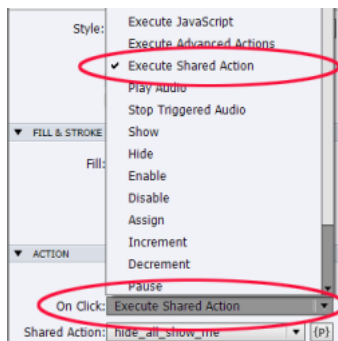 Style:
Execute JavaScript
Execute Advanced Actions
✔ Execute Shared Action
Play Audio
Stop Triggered Audio
▼ FILL & STROKE
Show
Hide
Fill:
Enable
Disable
Assign
Increment
▼ ACTION
Decrement
Pause
On Click: Execute Shared Action
Shared Action: hide_all_show_me {P}